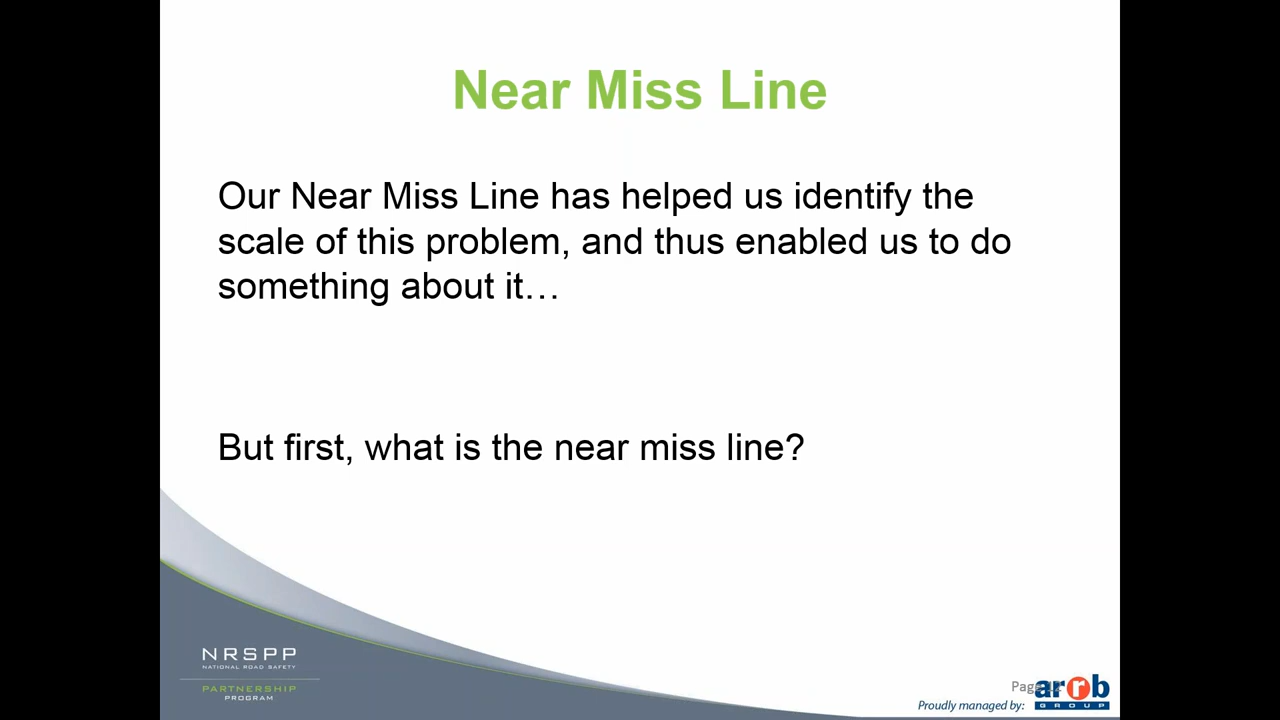 Near Miss Line
Our Near Miss Line has helped us identify the
scale of this problem, and thus enabled us to do
something about it…
But first, what is the near miss line?
NRSPP
NATIONAL ROAD SAFETY
PARTNERSHIP
PROGRAM
Proudly managed by:
arrb
GROUP